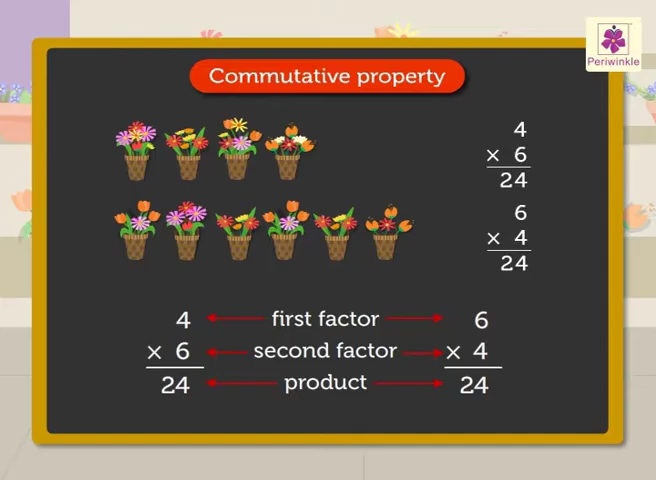 Periwinkle
Commutative property
4
× 6
24
6
× 4
24
4 first factor 6
× 6 second factor × 4
24 product 24